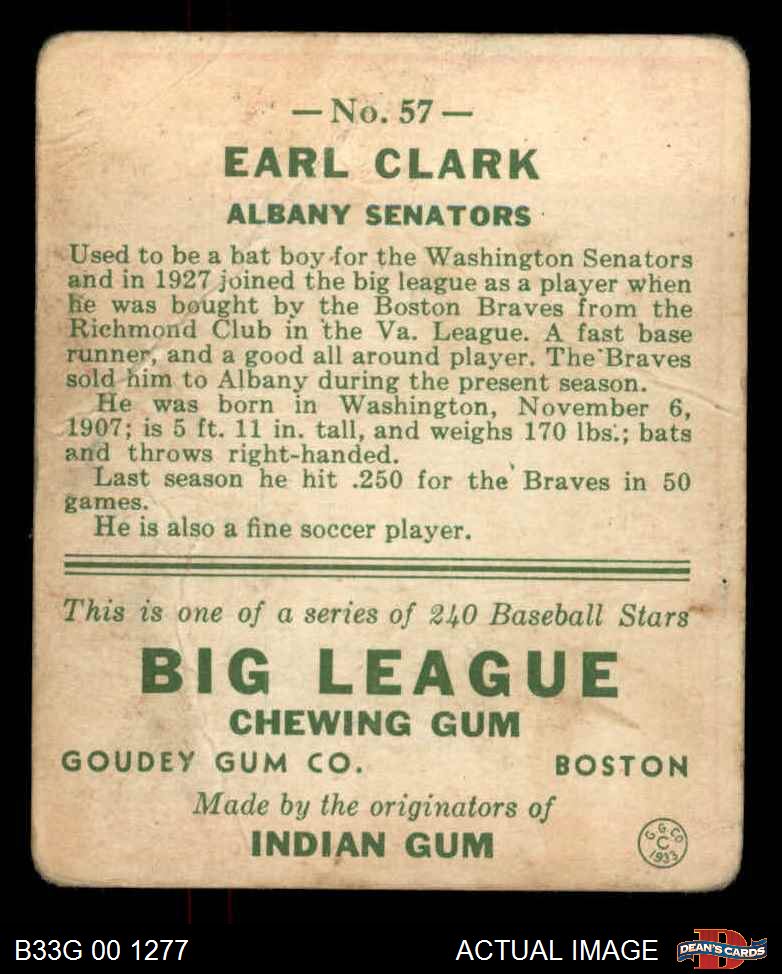 — No. 57 —
EARL CLARK
ALBANY SENATORS
Used to be a bat boy for the Washington Senators
and in 1927 joined the big league as a player when
he was bought by the Boston Braves from the
Richmond Club in the Va. League. A fast base
runner, and a good all around player. The Braves
sold him to Albany during the present season.
He was born in Washington, November 6,
1907; is 5 ft. 11 in. tall, and weighs 170 lbs.; bats
and throws right-handed.
Last season he hit .250 for the Braves in 50
games.
He is also a fine soccer player.
This is one of a series of 240 Baseball Stars
BIG LEAGUE
CHEWING GUM
GOUDEY GUM CO. BOSTON
Made by the originators of
INDIAN GUM
G. G. CO
C
1933
B33G 00 1277 ACTUAL IMAGE
D
DEAN'S CARDS